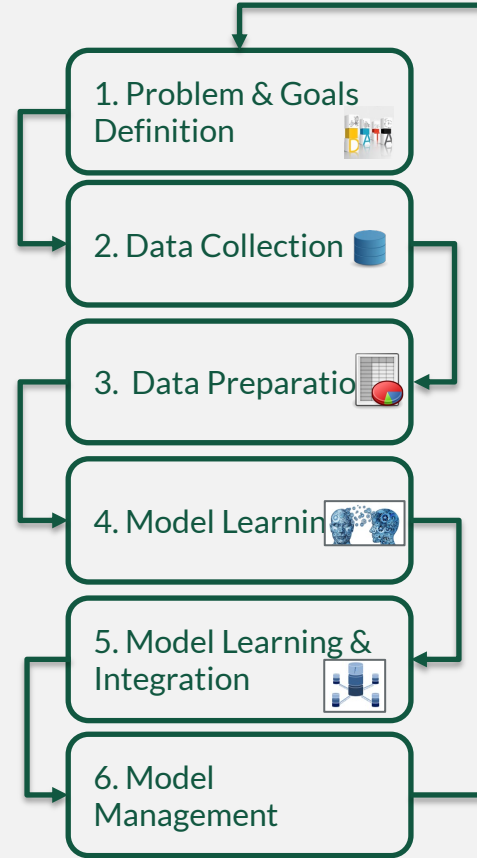 1. Problem & Goals
Definition
2. Data Collection
3. Data Preparatio
4. Model Learnin
5. Model Learning &
Integration
6. Model
Management